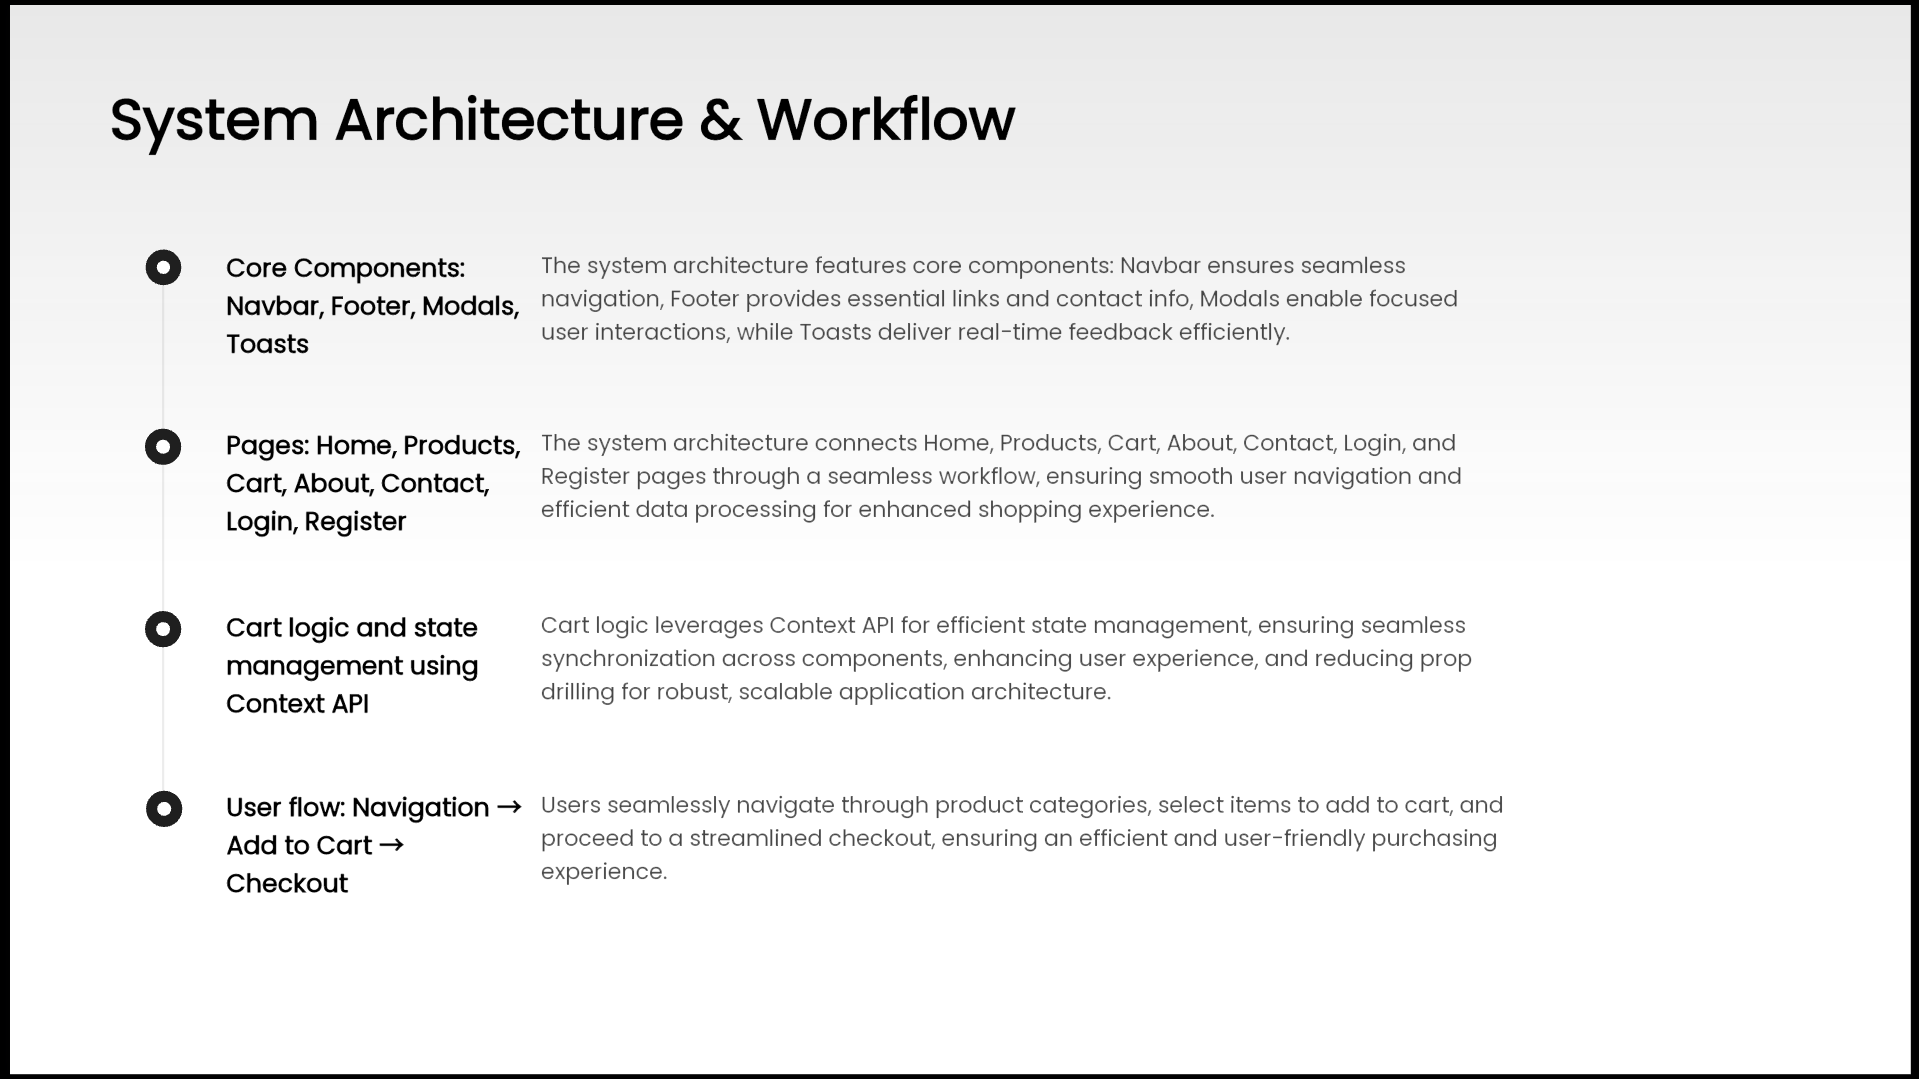 System Architecture & Workflow
Core Components:
Navbar, Footer, Modals,
Toasts
The system architecture features core components: Navbar ensures seamless
navigation, Footer provides essential links and contact info, Modals enable focused
user interactions, while Toasts deliver real-time feedback efficiently.
Pages: Home, Products,
Cart, About, Contact,
Login, Register
The system architecture connects Home, Products, Cart, About, Contact, Login, and
Register pages through a seamless workflow, ensuring smooth user navigation and
efficient data processing for enhanced shopping experience.
Cart logic and state
management using
Context API
Cart logic leverages Context API for efficient state management, ensuring seamless
synchronization across components, enhancing user experience, and reducing prop
drilling for robust, scalable application architecture.
User flow: Navigation →
Add to Cart →
Checkout
Users seamlessly navigate through product categories, select items to add to cart, and
proceed to a streamlined checkout, ensuring an efficient and user-friendly purchasing
experience.